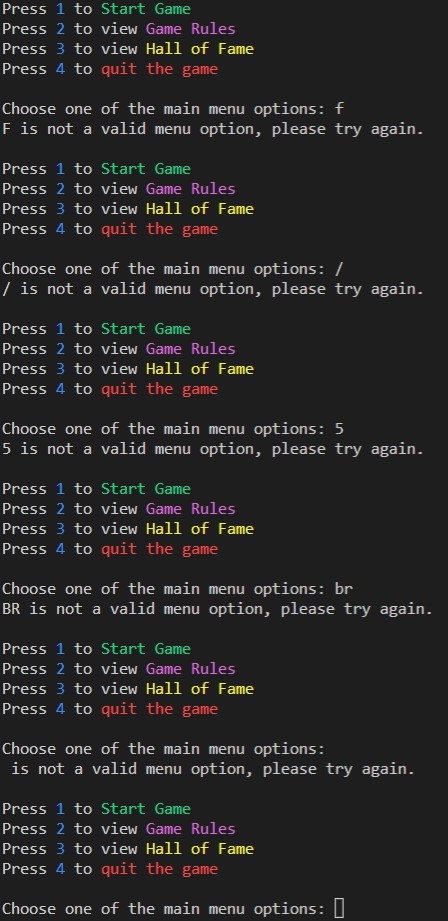 Press 1 to Start Game
Press 2 to view Game Rules
Press 3 to view Hall of Fame
Press 4 to quit the game
Choose one of the main menu options: f
F is not a valid menu option, please try again.
Press 1 to Start Game
Press 2 to view Game Rules
Press 3 to view Hall of Fame
Press 4 to quit the game
Choose one of the main menu options: /
/ is not a valid menu option, please try again.
Press 1 to Start Game
Press 2 to view Game Rules
Press 3 to view Hall of Fame
Press 4 to quit the game
Choose one of the main menu options: 5
5 is not a valid menu option, please try again.
Press 1 to Start Game
Press 2 to view Game Rules
Press 3 to view Hall of Fame
Press 4 to quit the game
Choose one of the main menu options: br
BR is not a valid menu option, please try again.
Press 1 to Start Game
Press 2 to view Game Rules
Press 3 to view Hall of Fame
Press 4 to quit the game
Choose one of the main menu options:
 is not a valid menu option, please try again.
Press 1 to Start Game
Press 2 to view Game Rules
Press 3 to view Hall of Fame
Press 4 to quit the game
Choose one of the main menu options: